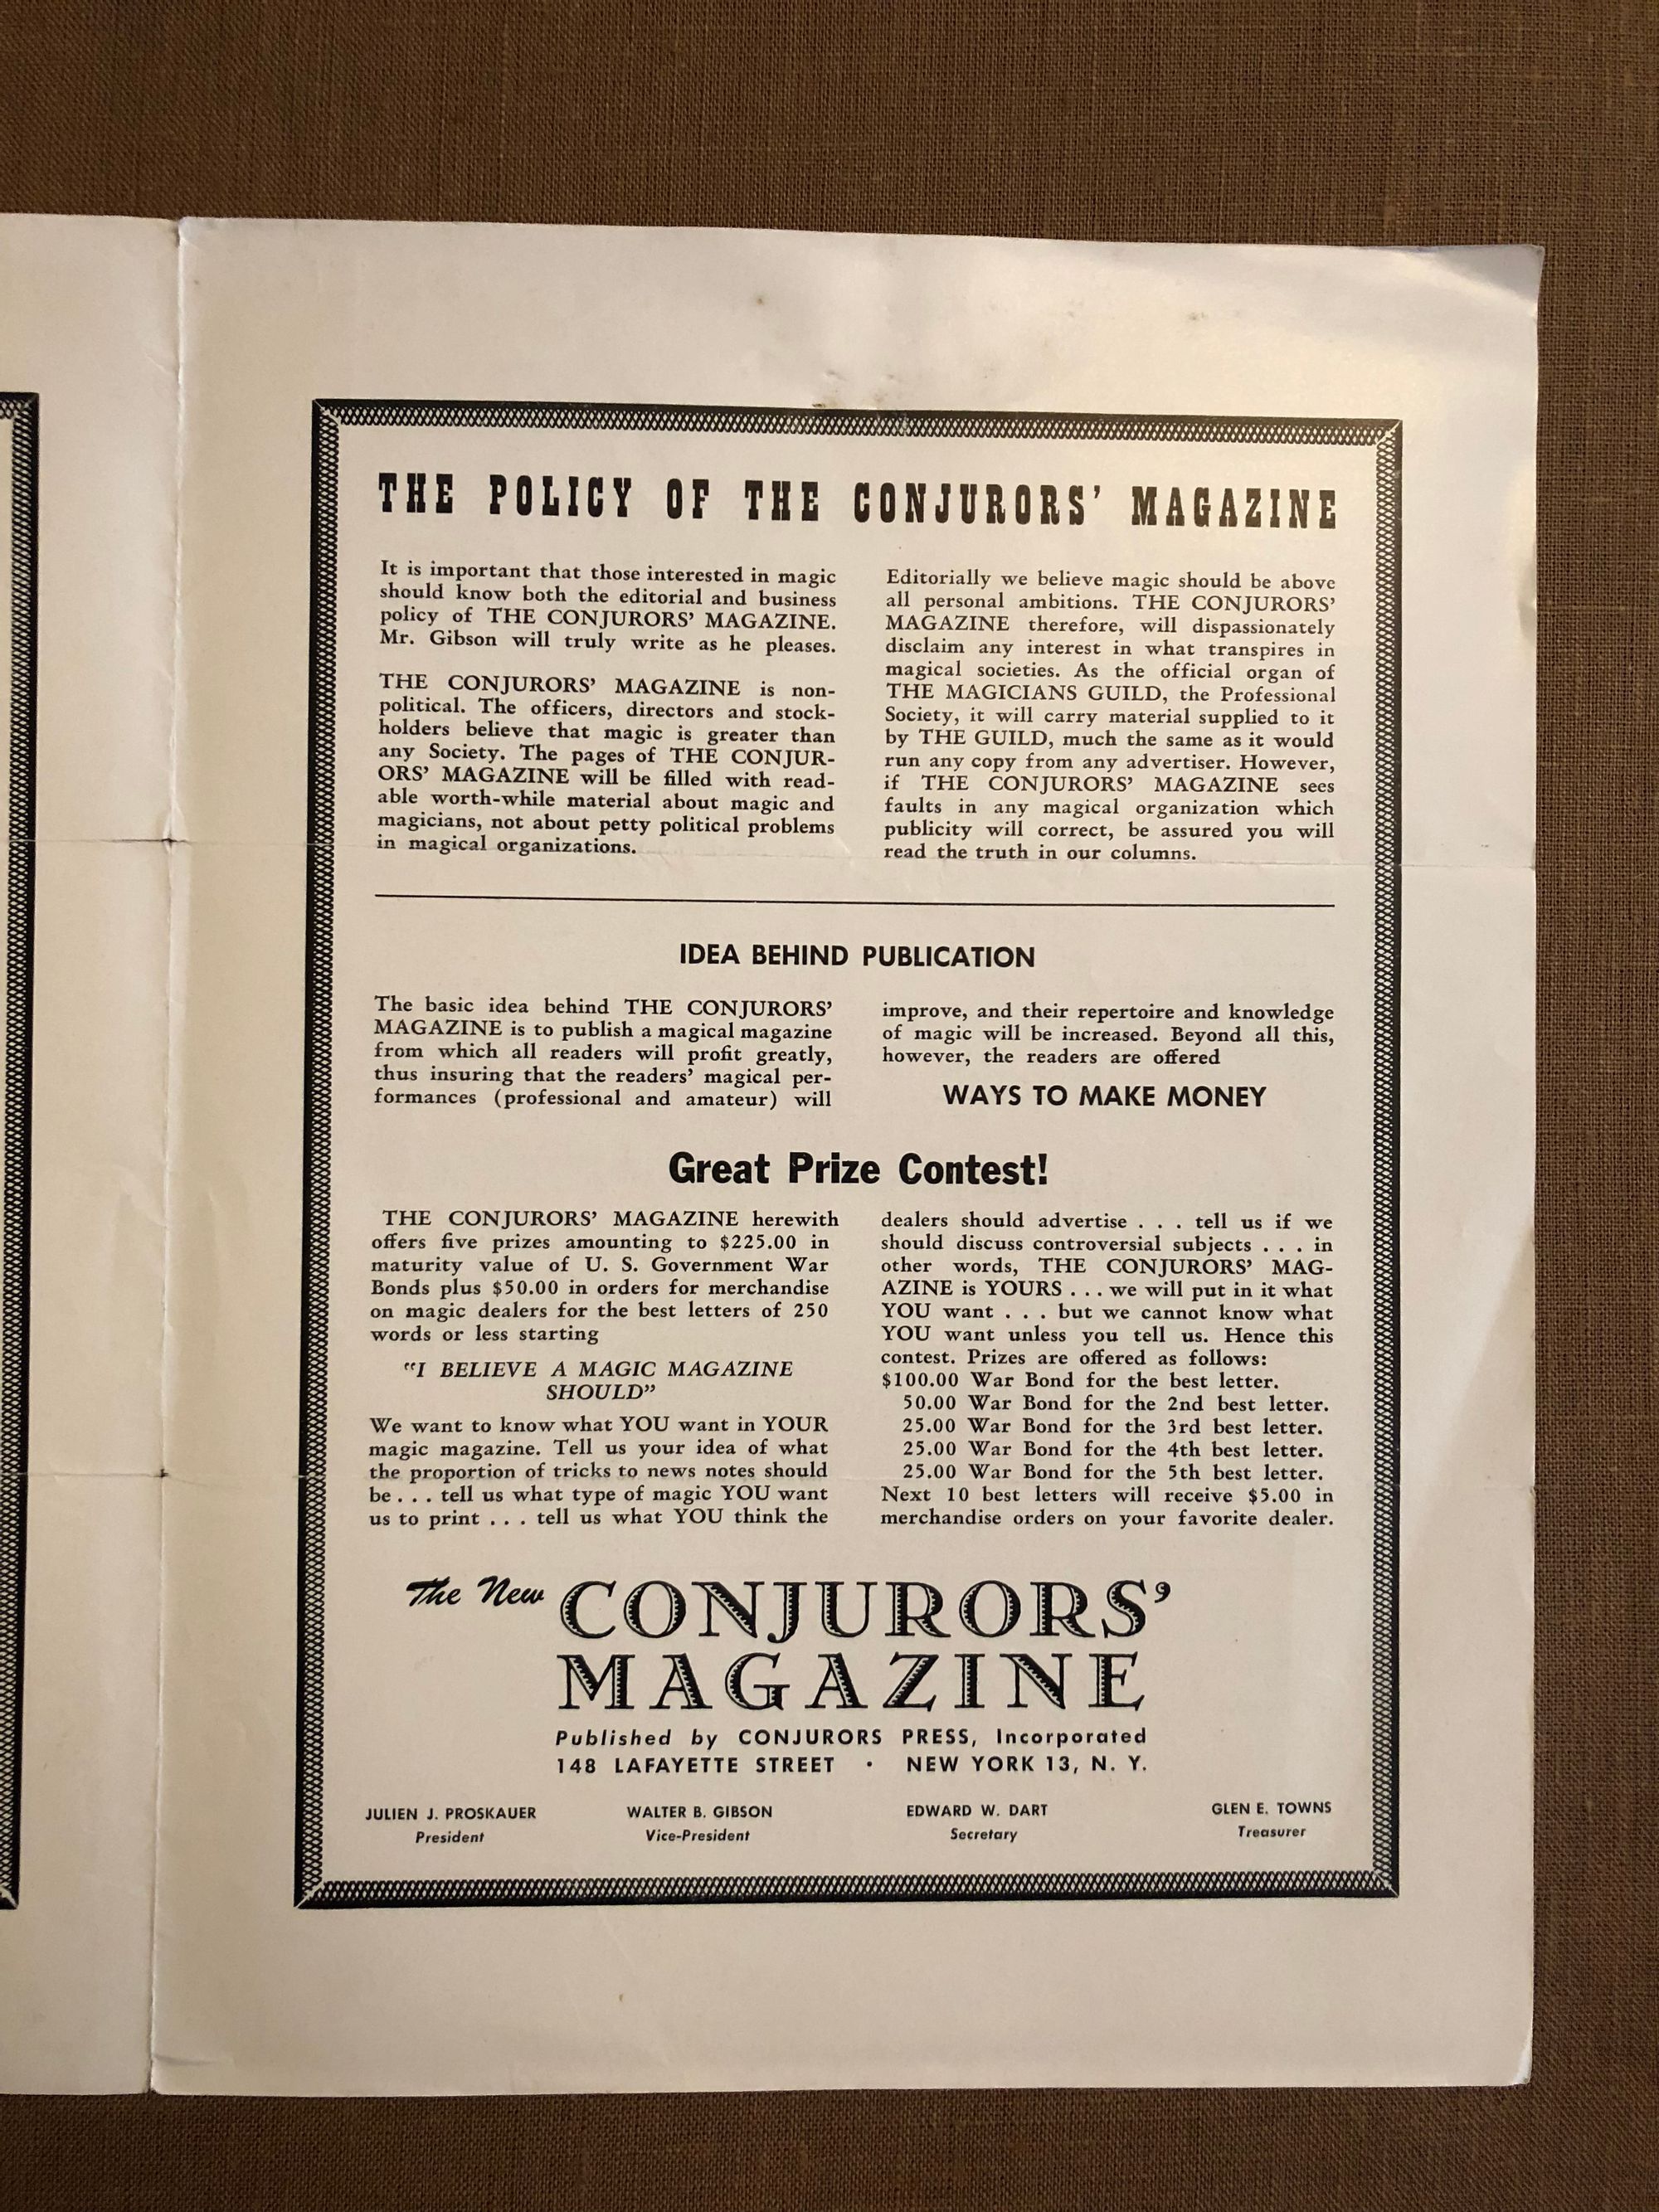 THE POLICY OF THE CONJURORS' MAGAZINE
It is important that those interested in magic
should know both the editorial and business
policy of THE CONJURORS' MAGAZINE.
Mr. Gibson will truly write as he pleases.
THE CONJURORS' MAGAZINE is non-
political. The officers, directors and stock-
holders believe that magic is greater than
any Society. The pages of THE CONJUR-
ORS' MAGAZINE will be filled with read-
able worth-while material about magic and
magicians, not about petty political problems
in magical organizations.
Editorially we believe magic should be above
all personal ambitions. THE CONJURORS'
MAGAZINE therefore, will dispassionately
disclaim any interest in what transpires in
magical societies. As the official organ of
THE MAGICIANS GUILD, the Professional
Society, it will carry material supplied to it
by THE GUILD, much the same as it would
run any copy from any advertiser. However,
if THE CONJURORS' MAGAZINE sees
faults in any magical organization which
publicity will correct, be assured you will
read the truth in our columns.
IDEA BEHIND PUBLICATION
The basic idea behind THE CONJURORS'
MAGAZINE is to publish a magical magazine
from which all readers will profit greatly,
thus insuring that the readers' magical per-
formances (professional and amateur) will
improve, and their repertoire and knowledge
of magic will be increased. Beyond all this,
however, the readers are offered
WAYS TO MAKE MONEY
Great Prize Contest!
THE CONJURORS' MAGAZINE herewith
offers five prizes amounting to $225.00 in
maturity value of U. S. Government War
Bonds plus $50.00 in orders for merchandise
on magic dealers for the best letters of 250
words or less starting
"I BELIEVE A MAGIC MAGAZINE
SHOULD"
We want to know what YOU want in YOUR
magic magazine. Tell us your idea of what
the proportion of tricks to news notes should
be . . . tell us what type of magic YOU want
us to print . . . tell us what YOU think the
dealers should advertise . . . tell us if we
should discuss controversial subjects . . . in
other words, THE CONJURORS' MAG-
AZINE is YOURS . . . we will put in it what
YOU want . . . but we cannot know what
YOU want unless you tell us. Hence this
contest. Prizes are offered as follows:
$100.00 War Bond for the best letter.
50.00 War Bond for the 2nd best letter.
25.00 War Bond for the 3rd best letter.
25.00 War Bond for the 4th best letter.
25.00 War Bond for the 5th best letter.
Next 10 best letters will receive $5.00 in
merchandise orders on your favorite dealer.
The New CONJURORS'
MAGAZINE
Published by CONJURORS PRESS, Incorporated
148 LAFAYETTE STREET • NEW YORK 13, N. Y.
JULIEN J. PROSKAUER WALTER B. GIBSON EDWARD W. DART GLEN E. TOWNS
President Vice-President Secretary Treasurer